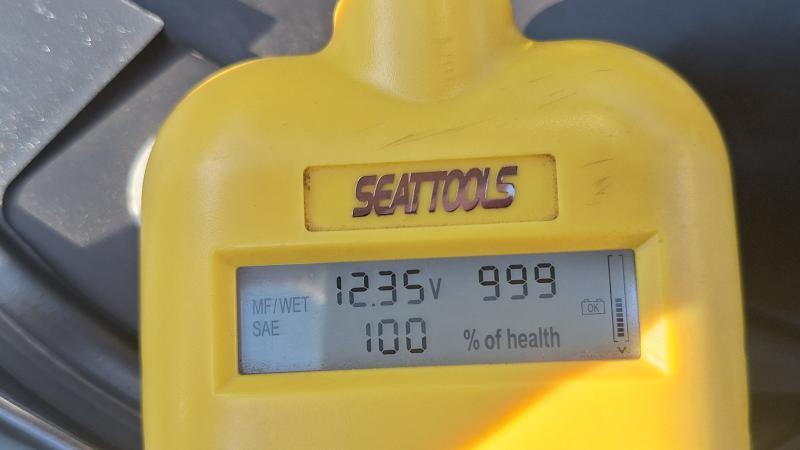 SEATTOOLS
MF/WET 12.35V 999
SAE 100 % of health
OK